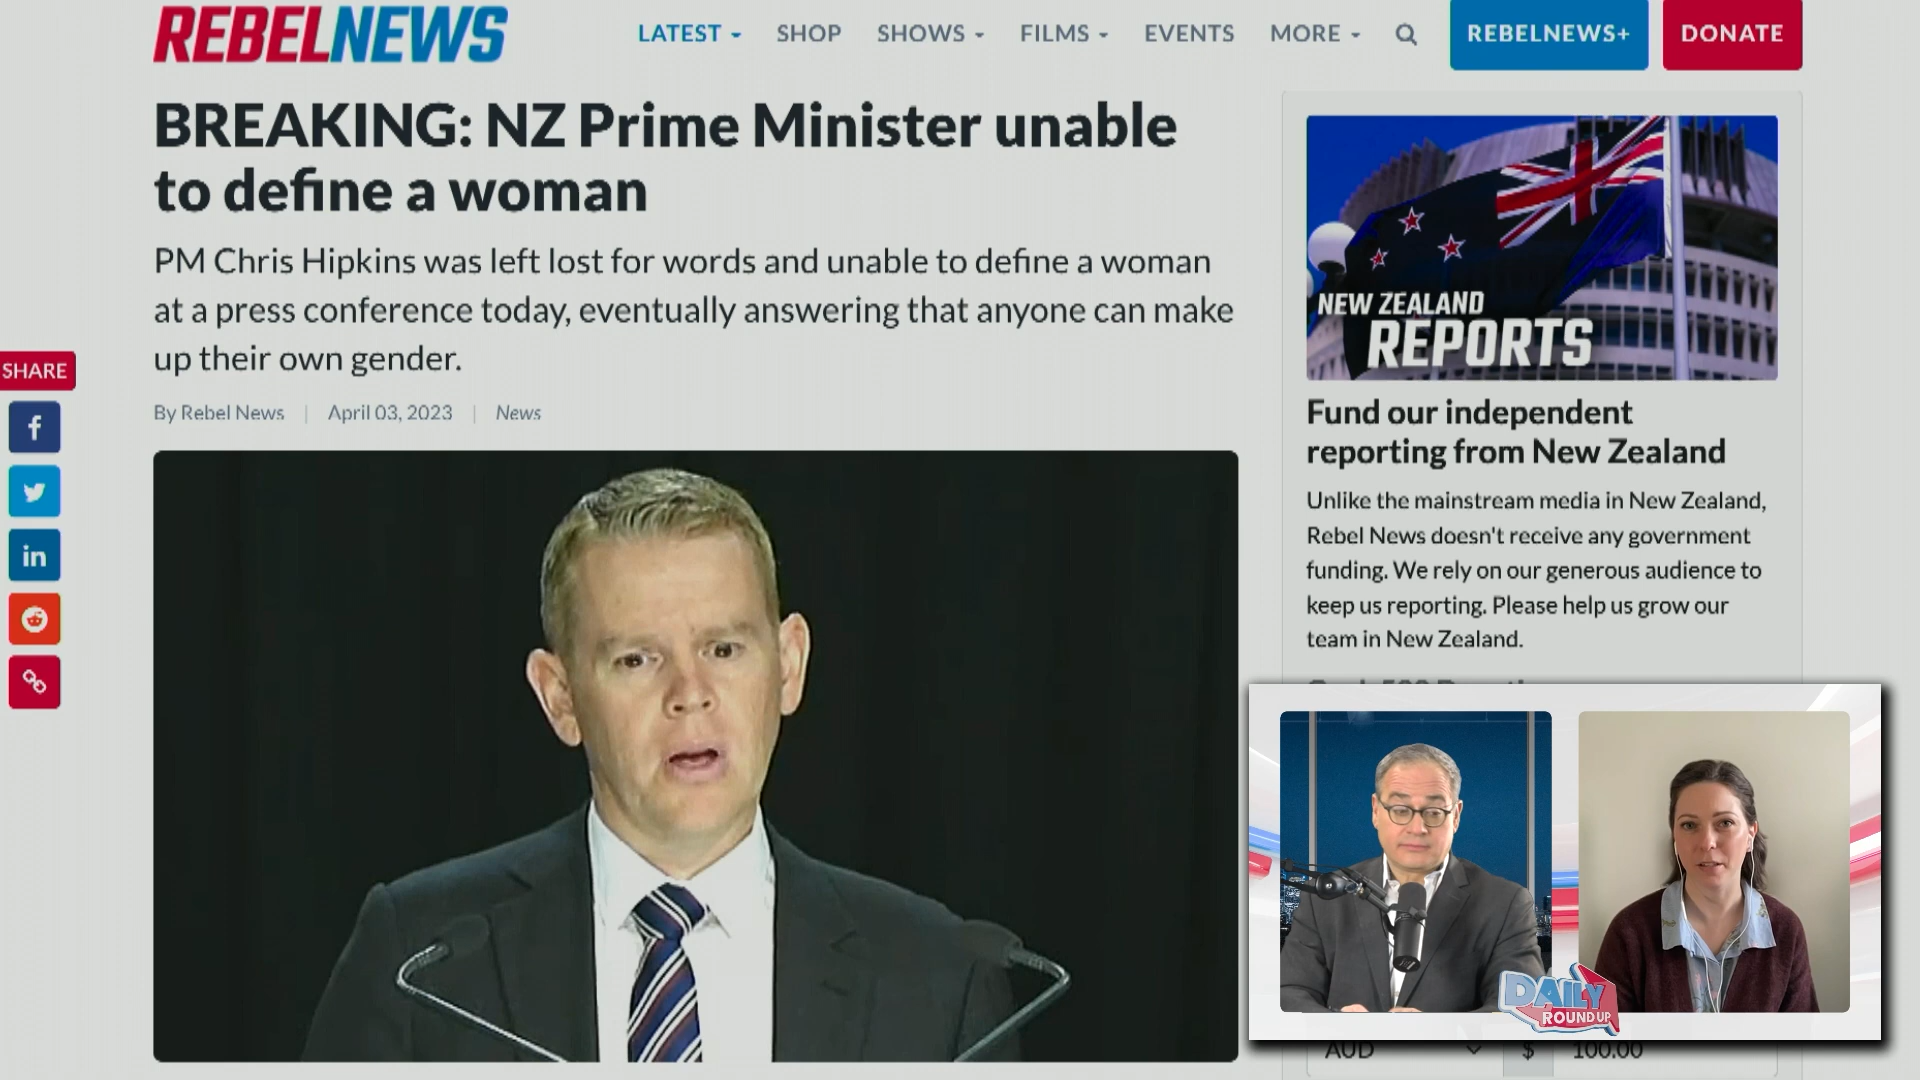 REBELNEWS
LATEST
SHOP
SHOWS
FILMS
EVENTS
MORE
REBELNEWS+
DONATE
BREAKING: NZ Prime Minister unable
to define a woman
PM Chris Hipkins was left lost for words and unable to define a woman
at a press conference today, eventually answering that anyone can make
up their own gender.
By Rebel News | April 03, 2023 | News
SHARE
NEW ZEALAND
REPORTS
Fund our independent
reporting from New Zealand
Unlike the mainstream media in New Zealand,
Rebel News doesn't receive any government
funding. We rely on our generous audience to
keep us reporting. Please help us grow our
team in New Zealand.
DAILY
ROUNDUP
AUD
$
100.00